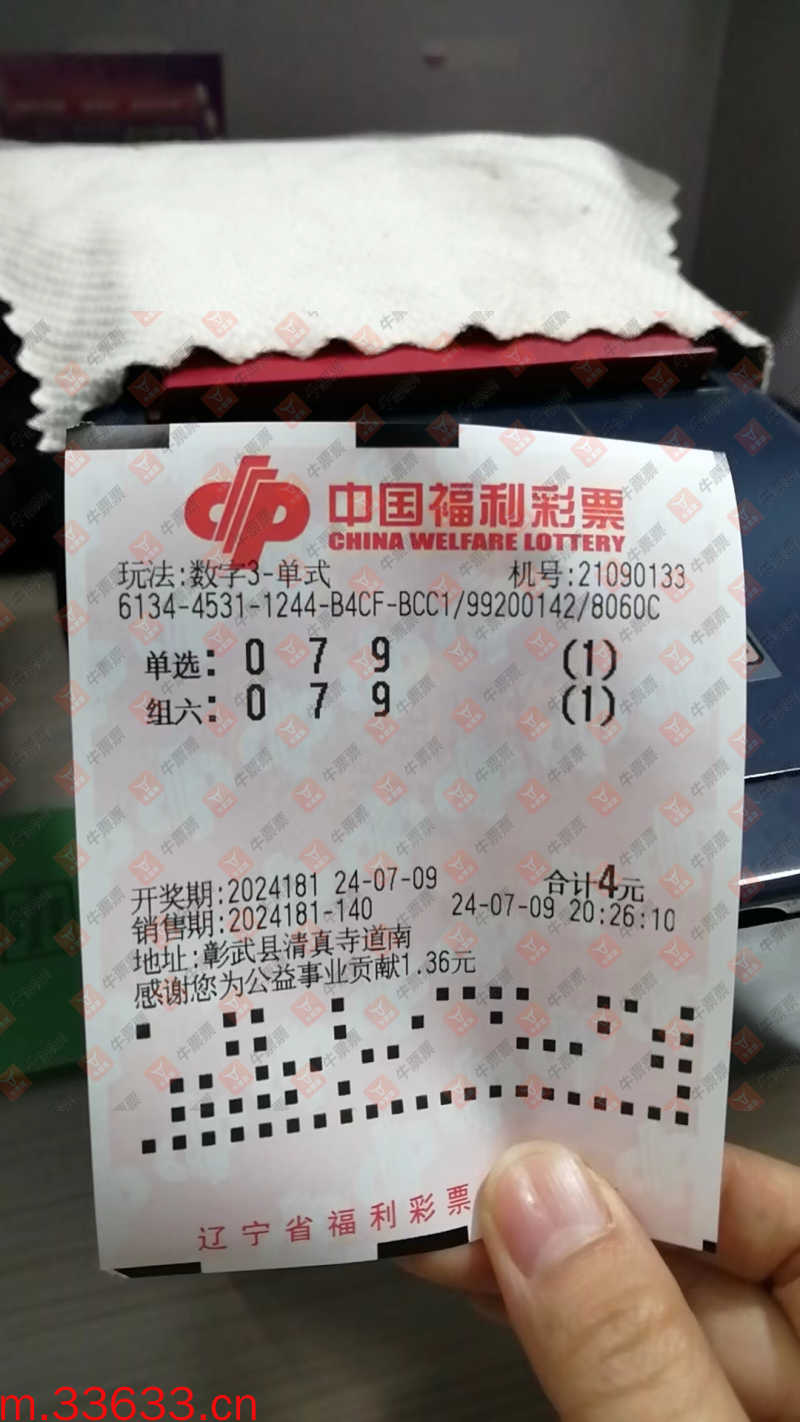 中国福利彩票
CHINA WELFARE LOTTERY
玩法:数字3-单式 机号:21090133
6134-4531-1244-B4CF-BCC1/99200142/8060C
单选: 0 7 9 (1)
组六: 0 7 9 (1)
开奖期:2024181 24-07-09 合计4元
销售期:2024181-140 24-07-09 20:26:10
地址:彰武县清真寺道南
感谢您为公益事业贡献1.36元
辽宁省福利彩票
牛票票
m.33633.cn